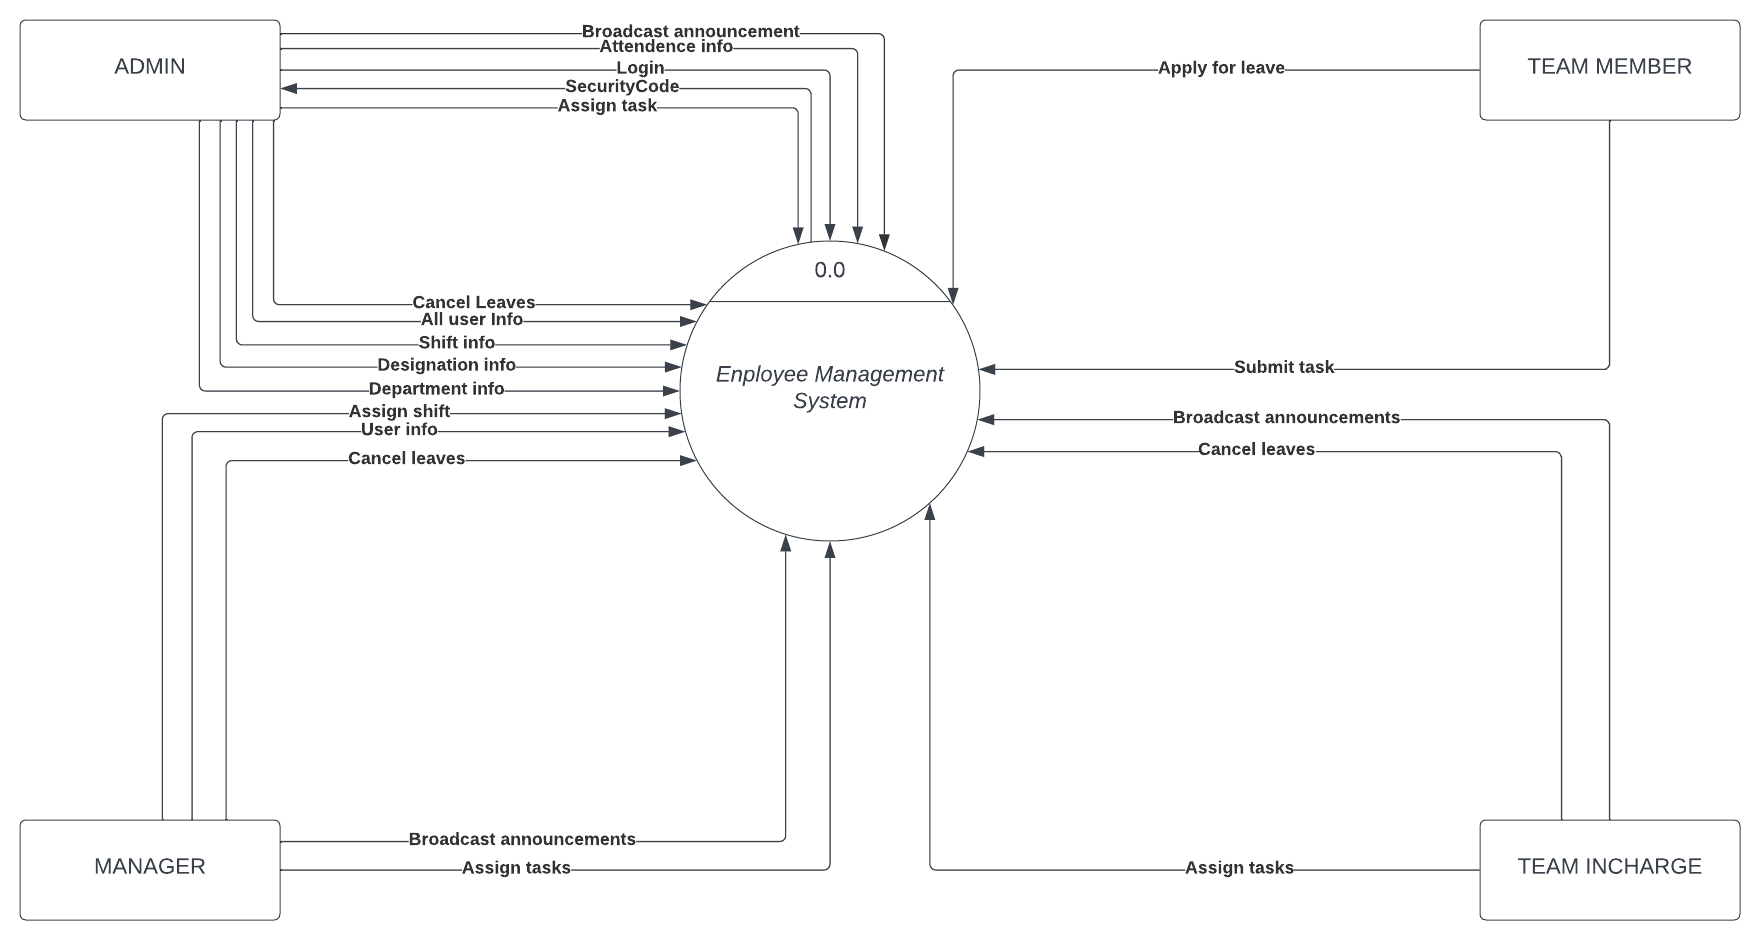 Broadcast announcement
Attendence info
ADMIN
Login
SecurityCode
Assign task
TEAM MEMBER
Apply for leave
0.0
Cancel Leaves
All user Info
Shift info
Designation info
Department info
Assign shift
User info
Cancel leaves
Enployee Management
System
Submit task
Broadcast announcements
Cancel leaves
MANAGER
Broadcast announcements
Assign tasks
TEAM INCHARGE
Assign tasks